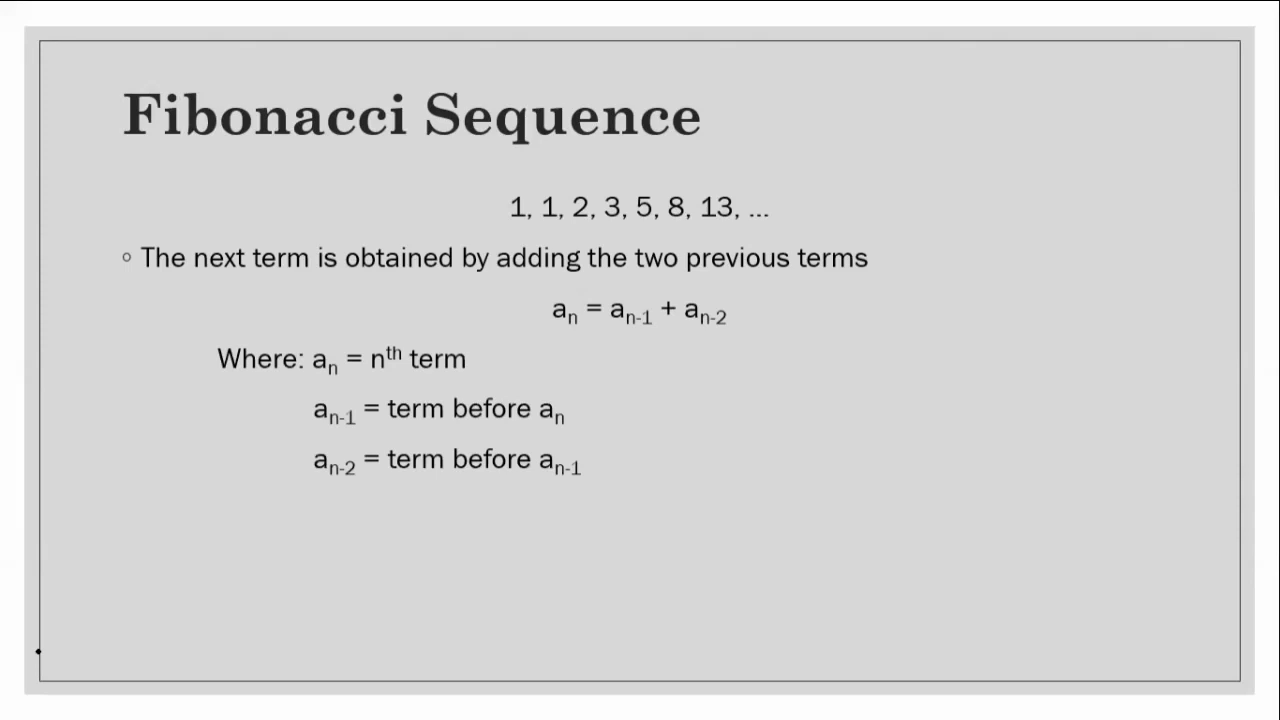 Fibonacci Sequence
1, 1, 2, 3, 5, 8, 13, ...
◦ The next term is obtained by adding the two previous terms
aₙ = aₙ₋₁ + aₙ₋₂
Where: aₙ = nᵗʰ term
aₙ₋₁ = term before aₙ
aₙ₋₂ = term before aₙ₋₁